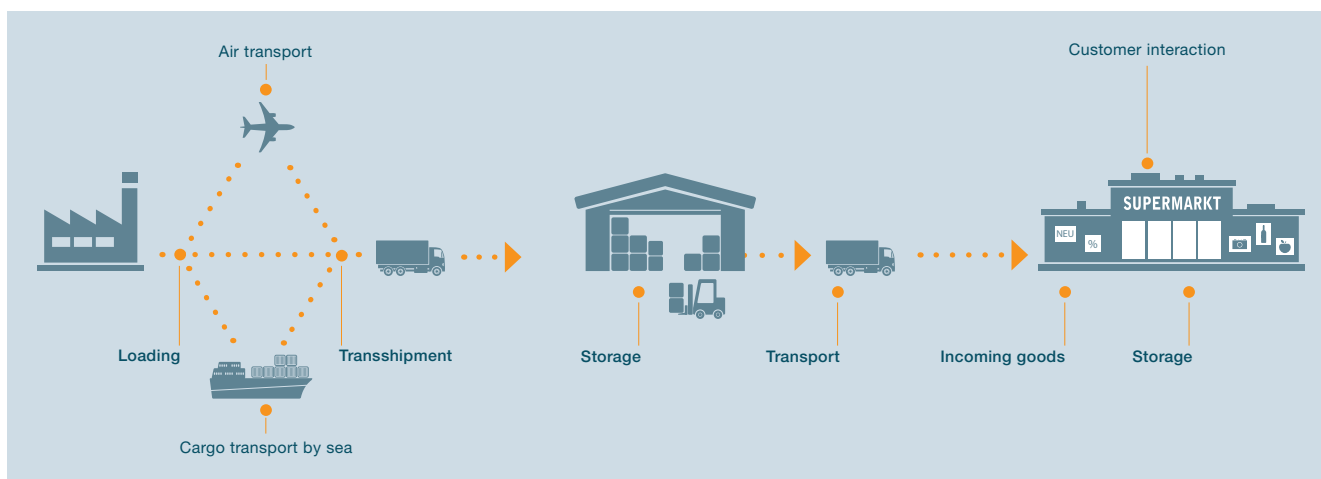 Air transport
Customer interaction
SUPERMARKT
NEU
%
Loading
Transshipment
Storage
Transport
Incoming goods
Storage
Cargo transport by sea